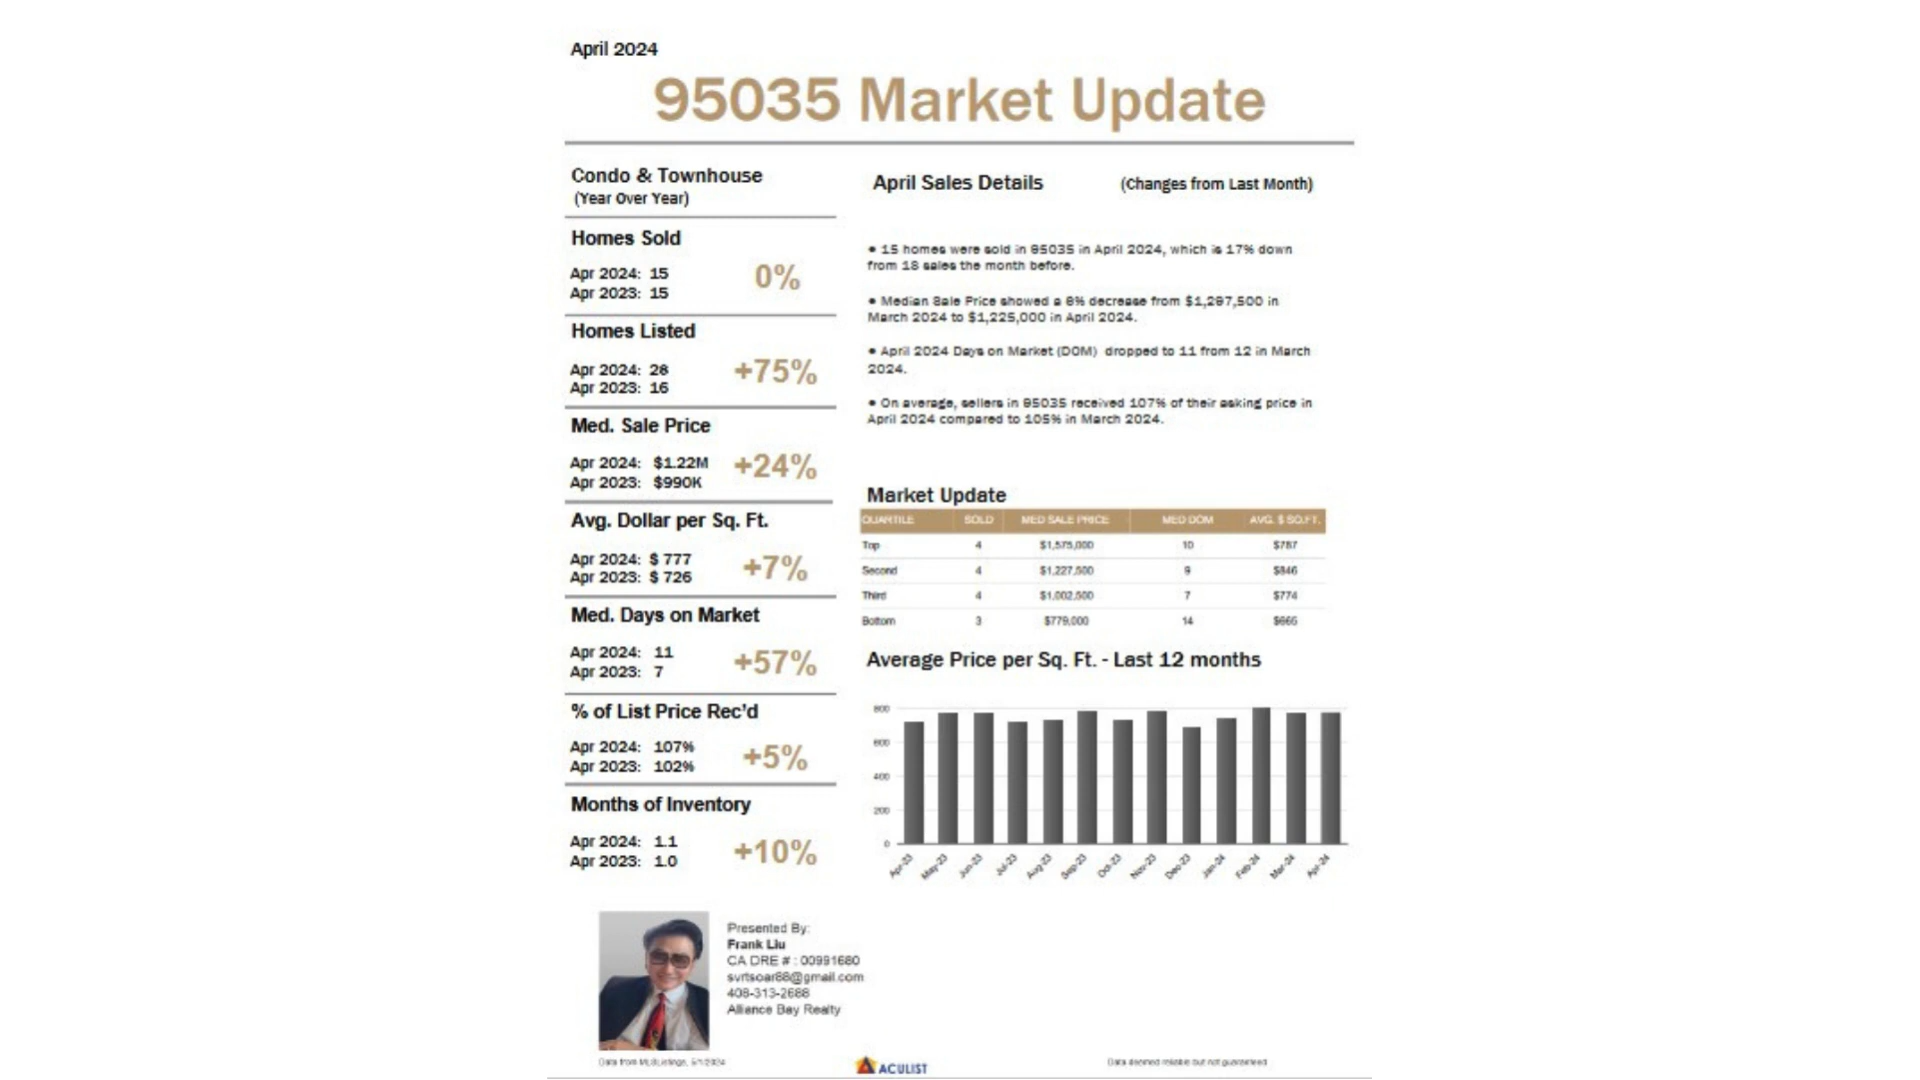 April 2024
95035 Market Update
Condo & Townhouse
(Year Over Year)
Homes Sold
Apr 2024: 15
Apr 2023: 15
0%
Homes Listed
Apr 2024: 28
Apr 2023: 16
+75%
Med. Sale Price
Apr 2024: $1.22M
Apr 2023: $990K
+24%
Avg. Dollar per Sq. Ft.
Apr 2024: $ 777
Apr 2023: $ 726
+7%
Med. Days on Market
Apr 2024: 11
Apr 2023: 7
+57%
% of List Price Rec'd
Apr 2024: 107%
Apr 2023: 102%
+5%
Months of Inventory
Apr 2024: 1.1
Apr 2023: 1.0
+10%
April Sales Details (Changes from Last Month)
• 15 homes were sold in 95035 in April 2024, which is 17% down
from 18 sales the month before.
• Median Sale Price showed a 6% decrease from $1,297,500 in
March 2024 to $1,225,000 in April 2024.
• April 2024 Days on Market (DOM) dropped to 11 from 12 in March
2024.
• On average, sellers in 95035 received 107% of their asking price in
April 2024 compared to 105% in March 2024.
Market Update
QUARTILE SOLD MED SALE PRICE MED DOM AVG. $ SQ.FT.
Top 4 $1,575,000 10 $787
Second 4 $1,227,500 9 $846
Third 4 $1,002,500 7 $774
Bottom 3 $779,000 14 $665
Average Price per Sq. Ft. - Last 12 months
800
600
400
200
0
Apr-23 May-23 Jun-23 Jul-23 Aug-23 Sep-23 Oct-23 Nov-23 Dec-23 Jan-24 Feb-24 Mar-24 Apr-24
Presented By:
Frank Liu
CA DRE # : 00991680
svrtsoar88@gmail.com
408-313-2688
Alliance Bay Realty
Data from MLSListings, 5/1/2024
ACULIST
Data deemed reliable but not guaranteed